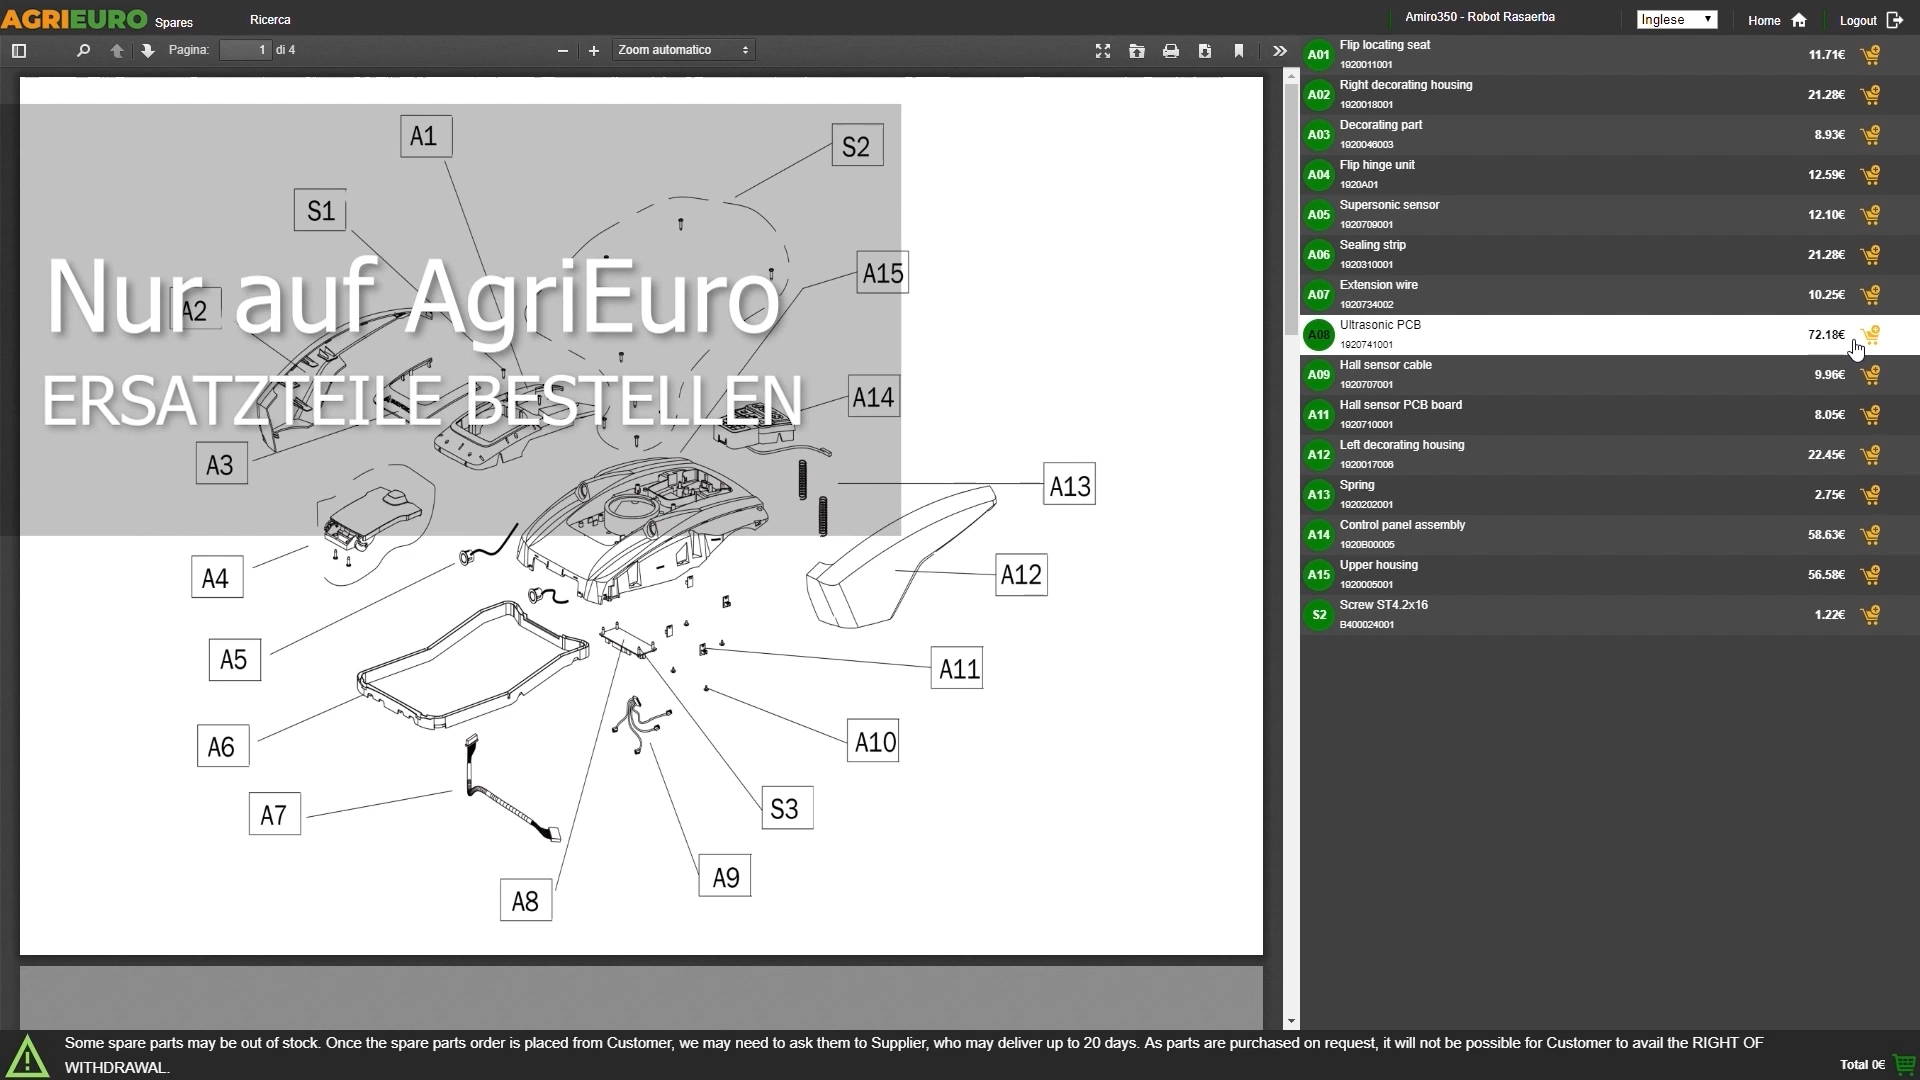 AGRIEURO Spares
Ricerca
Amiro350 - Robot Rasaerba
Inglese
Home
Logout
Pagina: 1 di 4
Zoom automatico
A1
S2
S1
A15
A2
A14
A3
A13
A4
A12
A5
A11
A6
A10
A7
S3
A9
A8
Nur auf AgriEuro
ERSATZTEILE BESTELLEN
A01 Flip locating seat 11.71€
1920011001
A02 Right decorating housing 21.28€
1920018001
A03 Decorating part 8.93€
1920046003
A04 Flip hinge unit 12.59€
1920A01
A05 Supersonic sensor 12.10€
1920709001
A06 Sealing strip 21.28€
1920310001
A07 Extension wire 10.25€
1920734002
A08 Ultrasonic PCB 72.18€
1920741001
A09 Hall sensor cable 9.96€
1920707001
A11 Hall sensor PCB board 8.05€
1920710001
A12 Left decorating housing 22.45€
1920017006
A13 Spring 2.75€
1920202001
A14 Control panel assembly 58.63€
1920B00005
A15 Upper housing 56.58€
1920005001
S2 Screw ST4.2x16 1.22€
B400024001
Some spare parts may be out of stock. Once the spare parts order is placed from Customer, we may need to ask them to Supplier, who may deliver up to 20 days. As parts are purchased on request, it will not be possible for Customer to avail the RIGHT OF
WITHDRAWAL.
Total 0€